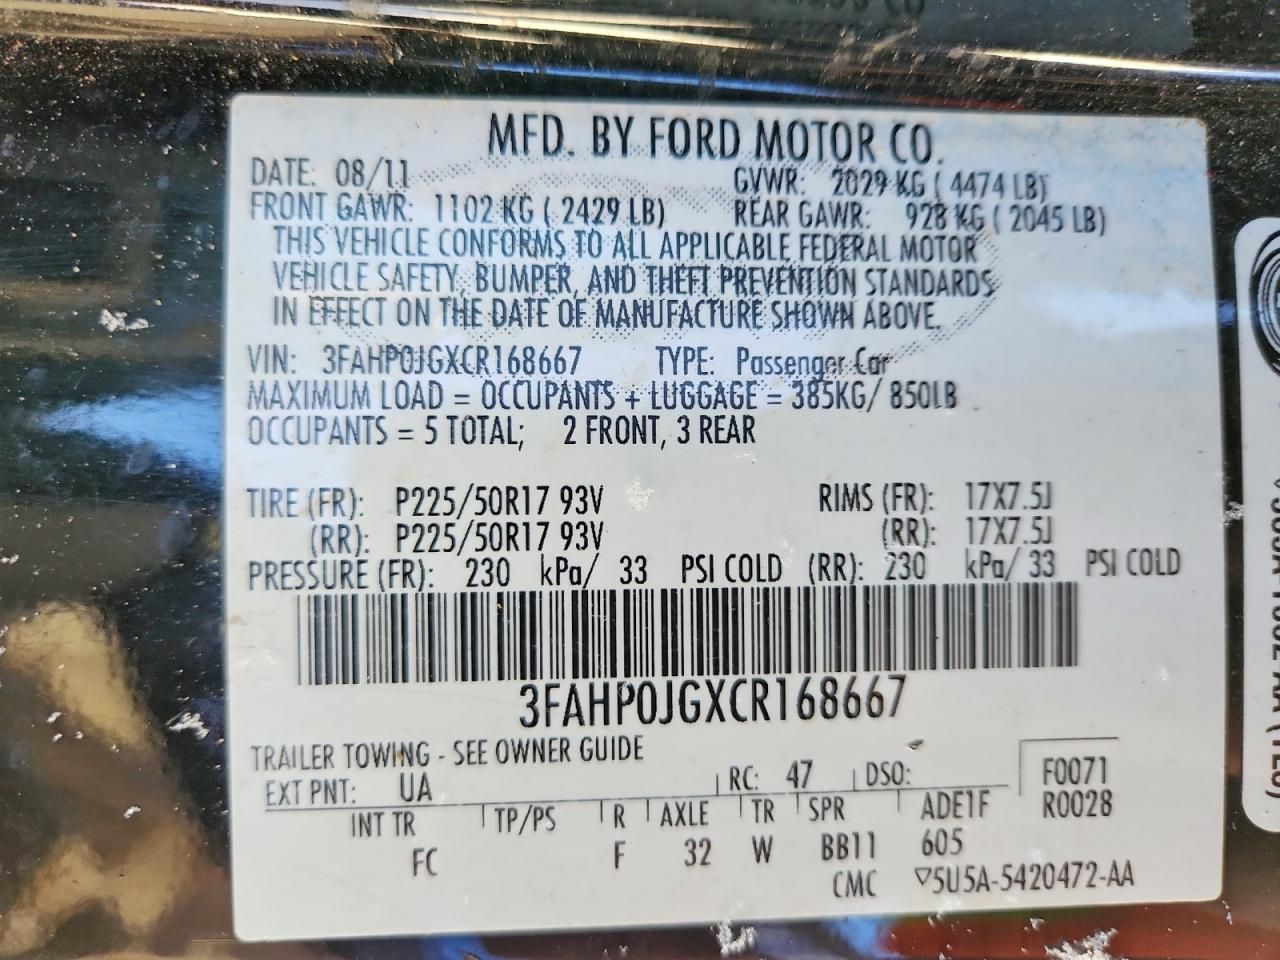 MFD. BY FORD MOTOR CO.
DATE: 08/11 GVWR: 2029 KG ( 4474 LB)
FRONT GAWR: 1102 KG ( 2429 LB) REAR GAWR: 928 KG ( 2045 LB)
THIS VEHICLE CONFORMS TO ALL APPLICABLE FEDERAL MOTOR
VEHICLE SAFETY, BUMPER, AND THEFT PREVENTION STANDARDS
IN EFFECT ON THE DATE OF MANUFACTURE SHOWN ABOVE.
VIN: 3FAHP0JGXCR168667 TYPE: Passenger Car
MAXIMUM LOAD = OCCUPANTS + LUGGAGE = 385KG/ 850LB
OCCUPANTS = 5 TOTAL; 2 FRONT, 3 REAR
TIRE (FR): P225/50R17 93V RIMS (FR): 17X7.5J
(RR): P225/50R17 93V (RR): 17X7.5J
PRESSURE (FR): 230 kPa/ 33 PSI COLD (RR): 230 kPa/ 33 PSI COLD
3FAHP0JGXCR168667
TRAILER TOWING - SEE OWNER GUIDE
EXT PNT: UA RC: 47 DSO: F0071
INT TR TP/PS R AXLE TR SPR ADE1F R0028
FC F 32 W BB11 605
CMC ▽5U5A-5420472-AA